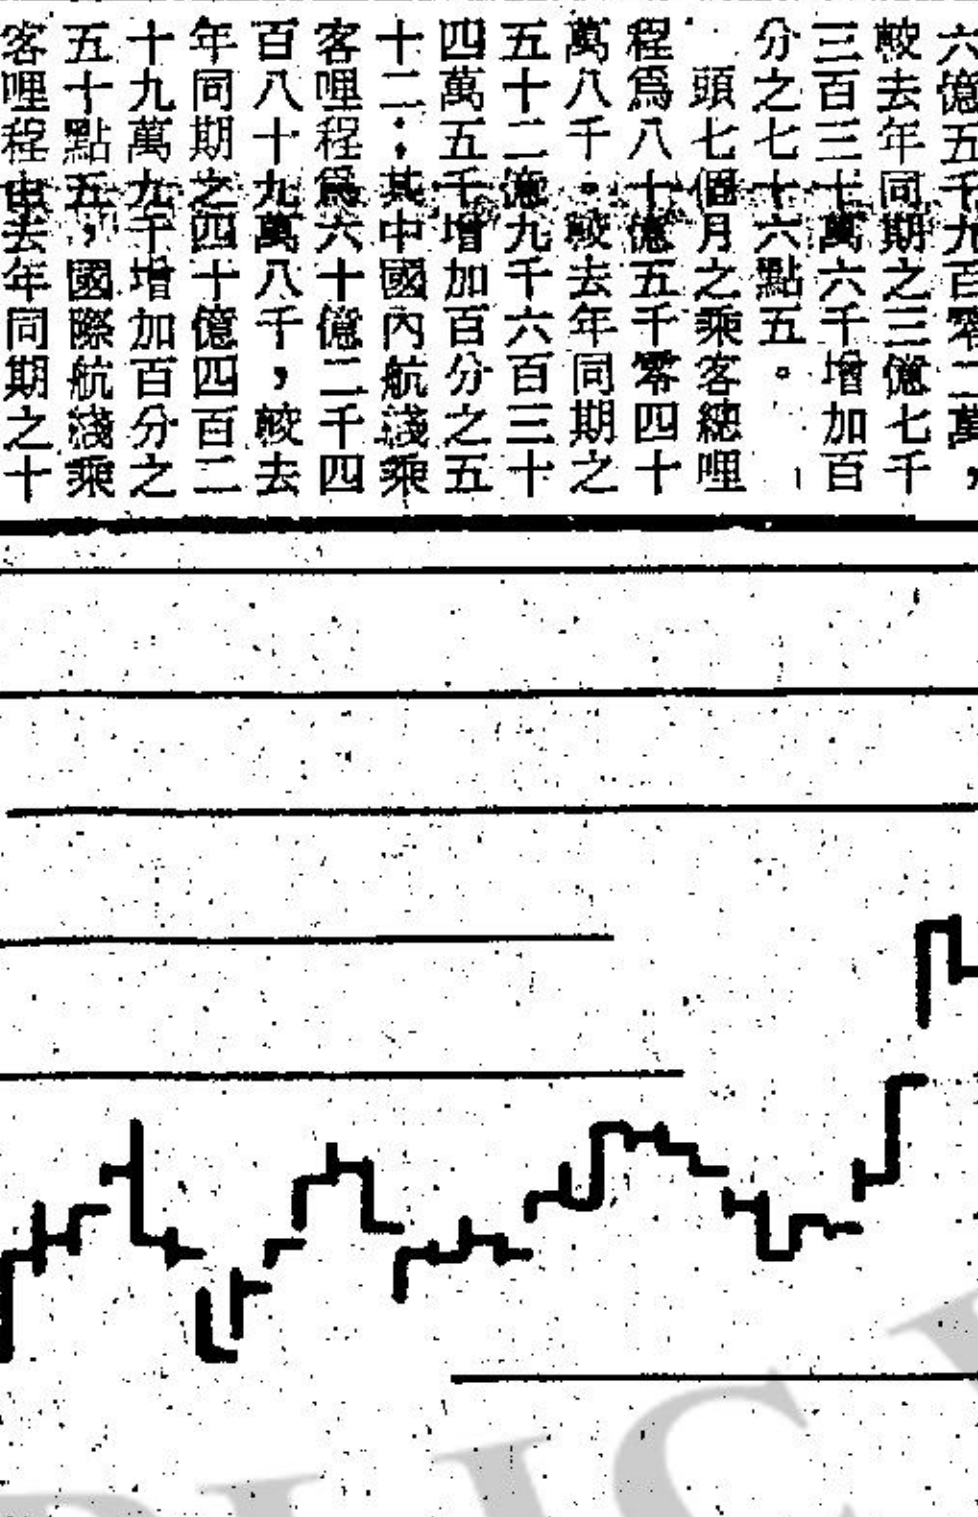 六億五千九百零二萬，
較去年同期之三億七千
三百三十萬六千增加百
分之七十六點五。
頭七個月之乘客總哩
程爲八十億五千零四十
萬八千。較去年同期之
五十二億九千六百三十
四萬五千增加百分之五
十二；其中國內航綫乘
客哩程爲六十億二千四
百八十九萬八千，較去
年同期之四十億四百二
十九萬九千增加百分之
五十點五，國際航綫乘
客哩程由去年同期之十